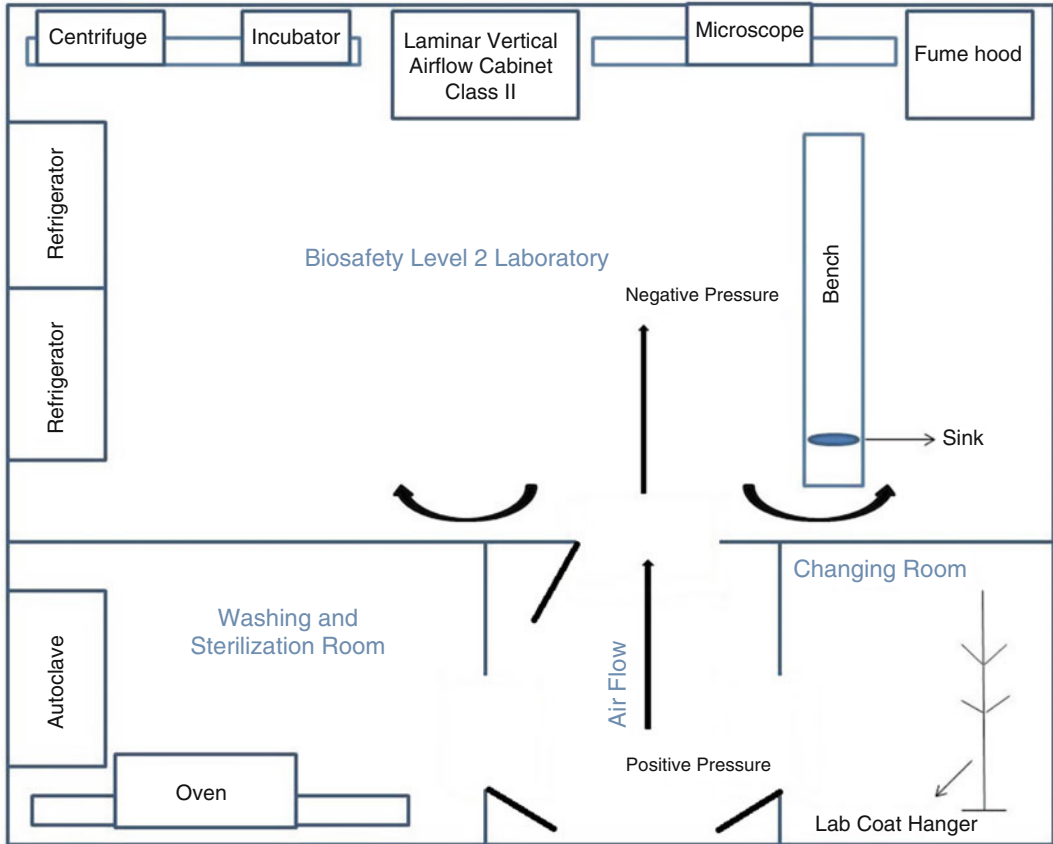 Centrifuge
Incubator
Laminar Vertical
Airflow Cabinet
Class II
Microscope
Fume hood
Refrigerator
Refrigerator
Biosafety Level 2 Laboratory
Negative Pressure
Bench
Sink
Changing Room
Washing and
Sterilization Room
Autoclave
Air Flow
Positive Pressure
Oven
Lab Coat Hanger